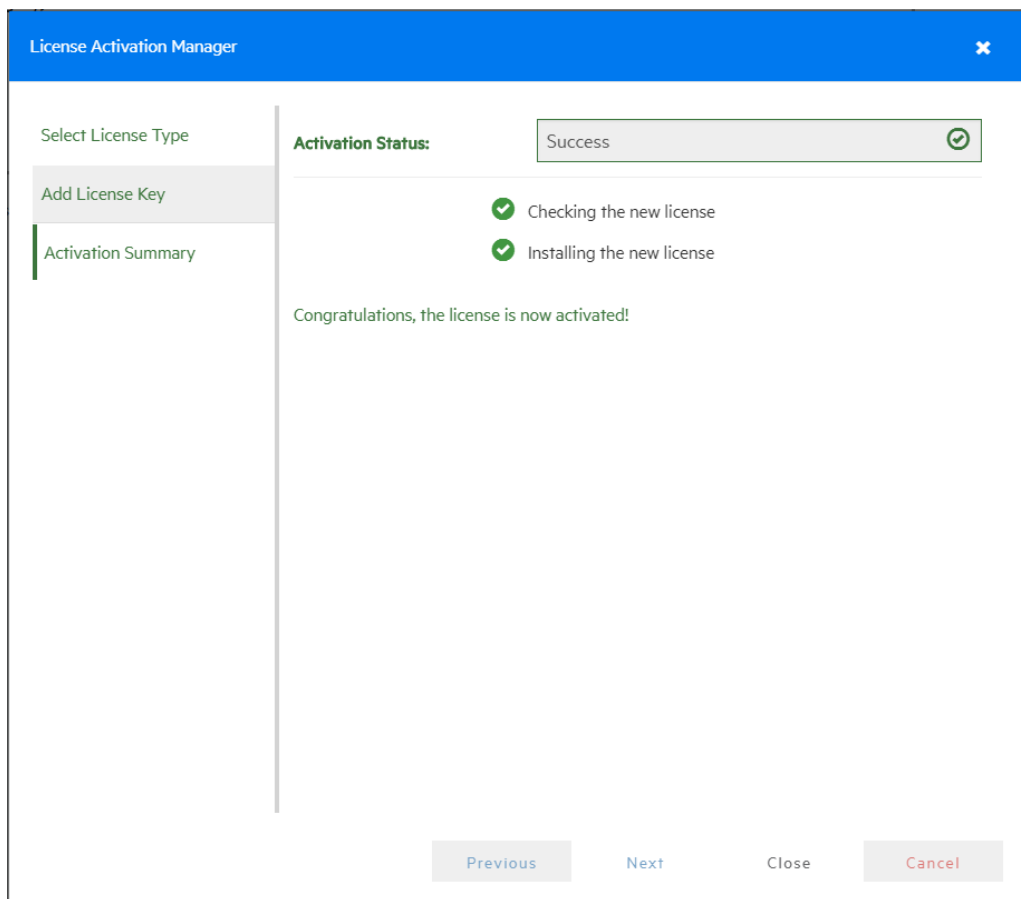 License Activation Manager
Select License Type
Add License Key
Activation Summary
Activation Status:
Success
Checking the new license
Installing the new license
Congratulations, the license is now activated!
Previous
Next
Close
Cancel